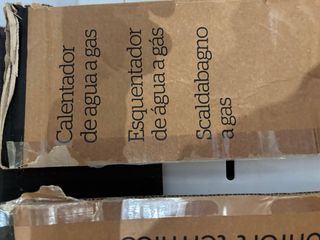 Calentador
de agua a gas
Esquentador
de água a gás
Scaldabagno
a gas